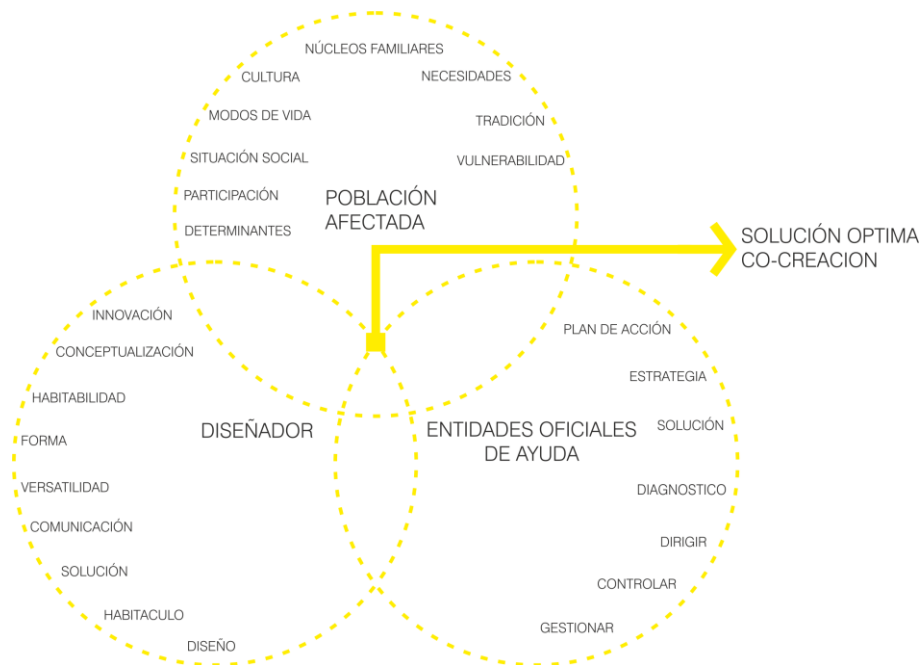 NÚCLEOS FAMILIARES
CULTURA
NECESIDADES
MODOS DE VIDA
TRADICIÓN
SITUACIÓN SOCIAL
VULNERABILIDAD
PARTICIPACIÓN
DETERMINANTES
POBLACIÓN
AFECTADA
SOLUCIÓN OPTIMA
CO-CREACION
INNOVACIÓN
CONCEPTUALIZACIÓN
HABITABILIDAD
FORMA
VERSATILIDAD
COMUNICACIÓN
SOLUCIÓN
HABITACULO
DISEÑO
DISEÑADOR
ENTIDADES OFICIALES
DE AYUDA
PLAN DE ACCIÓN
ESTRATEGIA
SOLUCIÓN
DIAGNOSTICO
DIRIGIR
CONTROLAR
GESTIONAR